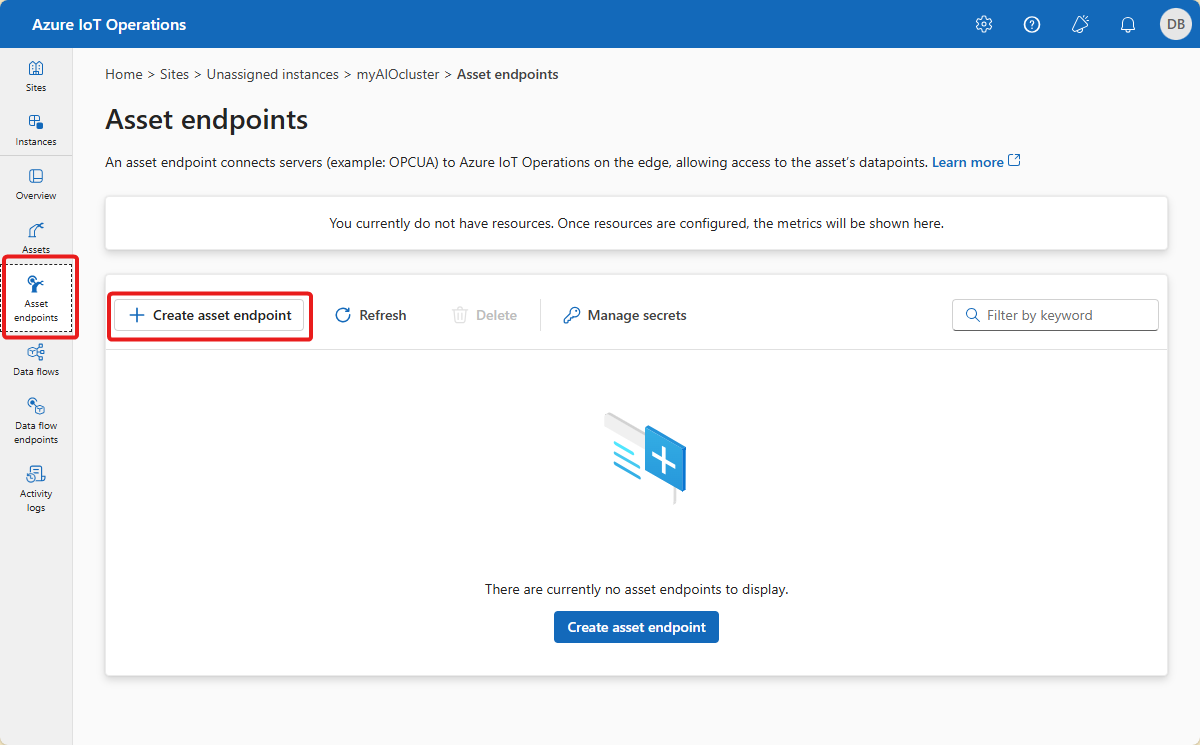 Azure IoT Operations
DB
Sites
Instances
Overview
Assets
Asset
endpoints
Data flows
Data flow
endpoints
Activity
logs
Home > Sites > Unassigned instances > myAIOcluster > Asset endpoints
Asset endpoints
An asset endpoint connects servers (example: OPCUA) to Azure IoT Operations on the edge, allowing access to the asset’s datapoints. Learn more
You currently do not have resources. Once resources are configured, the metrics will be shown here.
Create asset endpoint
Refresh
Delete
Manage secrets
Filter by keyword
There are currently no asset endpoints to display.
Create asset endpoint